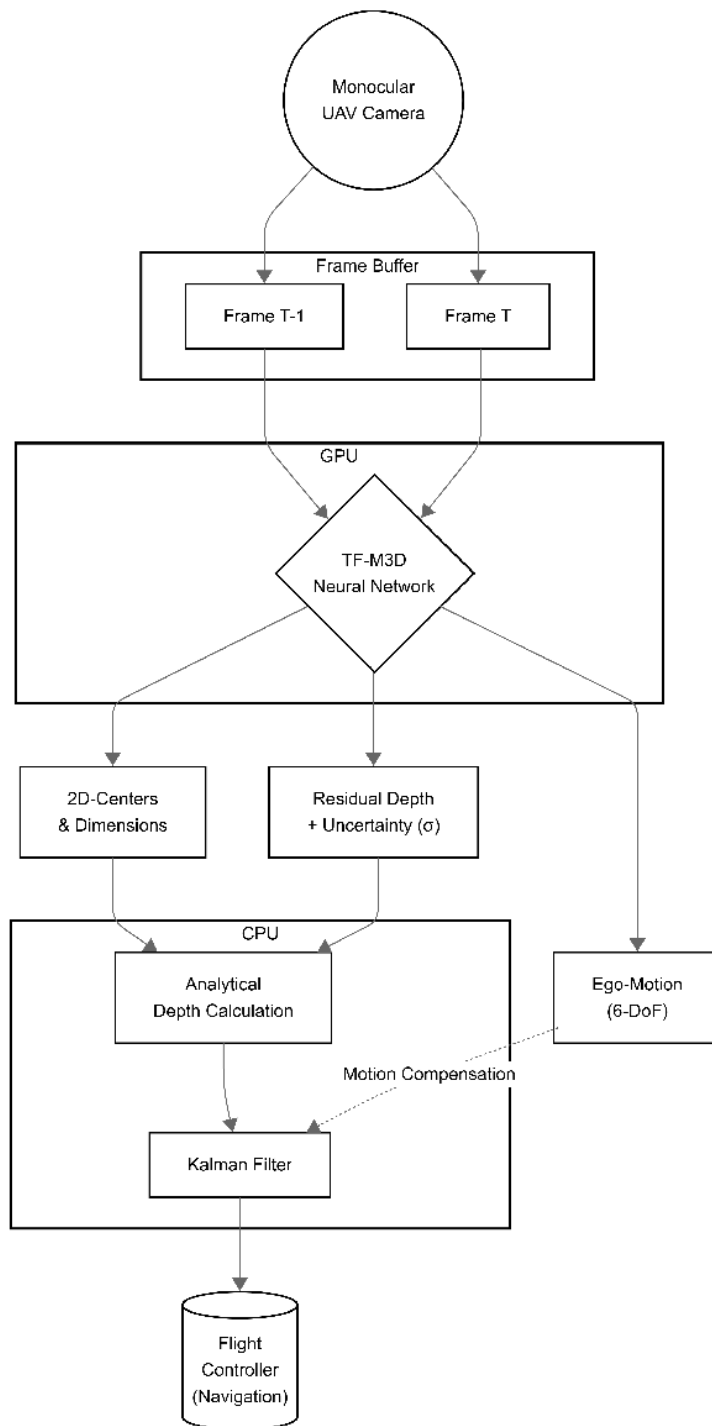 Monocular
UAV Camera
Frame Buffer
Frame T-1
Frame T
GPU
TF-M3D
Neural Network
2D-Centers
& Dimensions
Residual Depth
+ Uncertainty (σ)
CPU
Analytical
Depth Calculation
Ego-Motion
(6-DoF)
Motion Compensation
Kalman Filter
Flight
Controller
(Navigation)